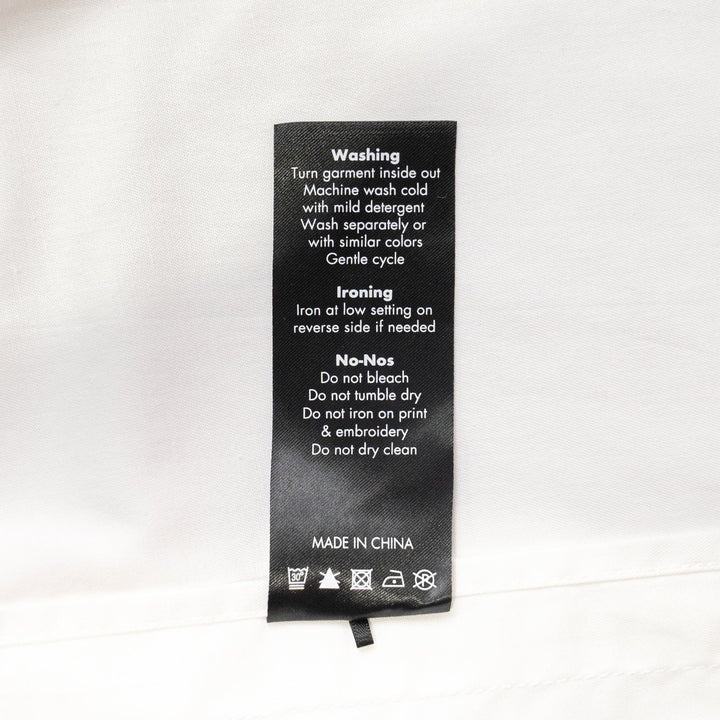 Washing
Turn garment inside out
Machine wash cold
with mild detergent
Wash separately or
with similar colors
Gentle cycle
Ironing
Iron at low setting on
reverse side if needed
No-Nos
Do not bleach
Do not tumble dry
Do not iron on print
& embroidery
Do not dry clean
MADE IN CHINA
30° P